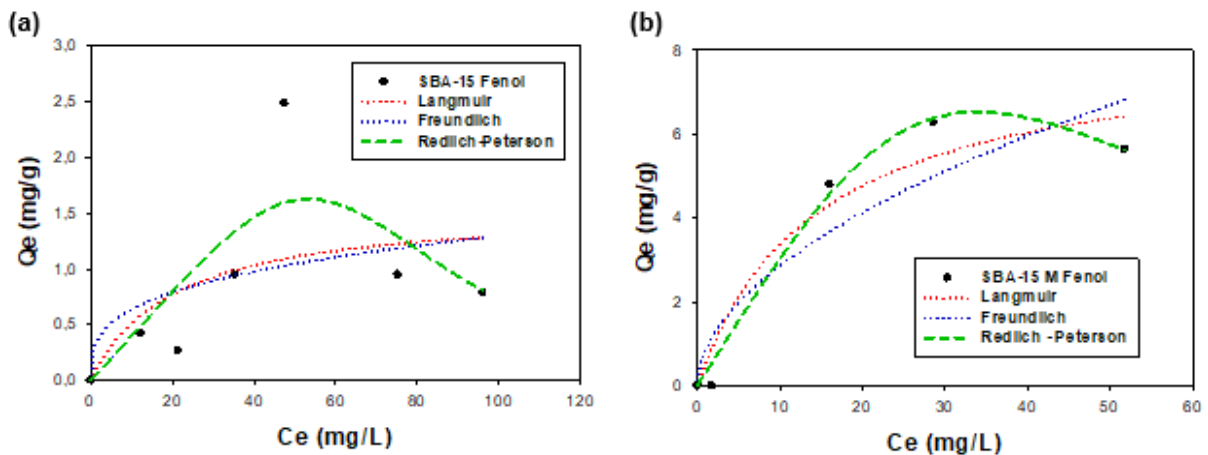 (a)
3,0
2,5
2,0
1,5
1,0
0,5
0,0
Qe (mg/g)
SBA-15 Fenol
Langmuir
Freundlich
Redlich-Peterson
0 20 40 60 80 100 120
Ce (mg/L)
(b)
8
6
4
2
0
Qe (mg/g)
SBA-15 M Fenol
Langmuir
Freundlich
Redlich -Peterson
0 10 20 30 40 50 60
Ce (mg/L)